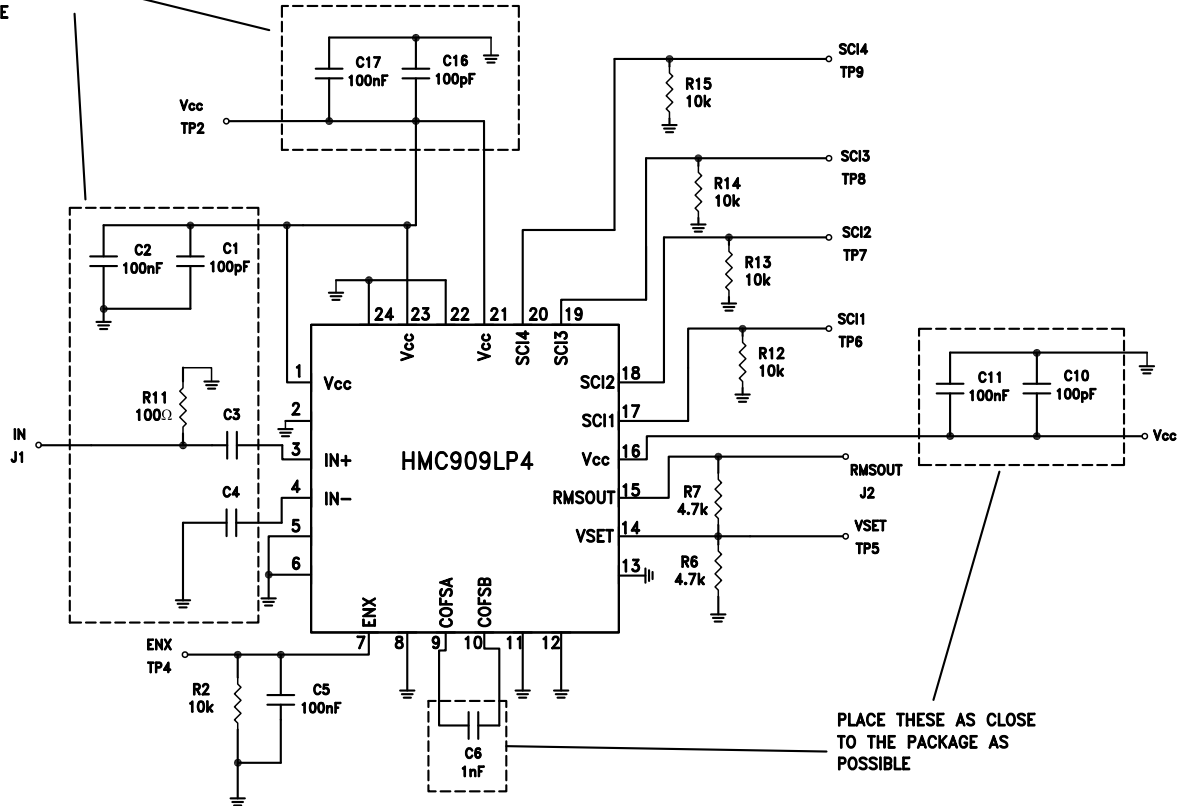 E
C17
100nF
C16
100pF
Vcc
TP2
SCI4
TP9
R15
10k
SCI3
TP8
R14
10k
SCI2
TP7
R13
10k
SCI1
TP6
R12
10k
C2
100nF
C1
100pF
24 23 22 21 20 19
Vcc
Vcc
SCI4
SCI3
1
Vcc
2
R11
100Ω
C3
IN
J1
3
IN+
C4
4
IN-
5
6
HMC909LP4
SCI2
18
SCI1
17
Vcc
16
RMSOUT
15
VSET
14
13
C11
100nF
C10
100pF
Vcc
RMSOUT
J2
R7
4.7k
VSET
TP5
R6
4.7k
ENX
COFSA
COFSB
7 8 9 10 11 12
ENX
TP4
R2
10k
C5
100nF
C6
1nF
PLACE THESE AS CLOSE
TO THE PACKAGE AS
POSSIBLE